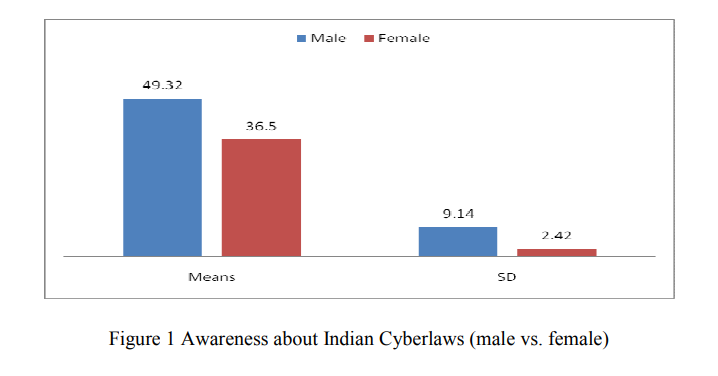 Male Female
49.32
36.5
9.14
2.42
Means SD
Figure 1 Awareness about Indian Cyberlaws (male vs. female)